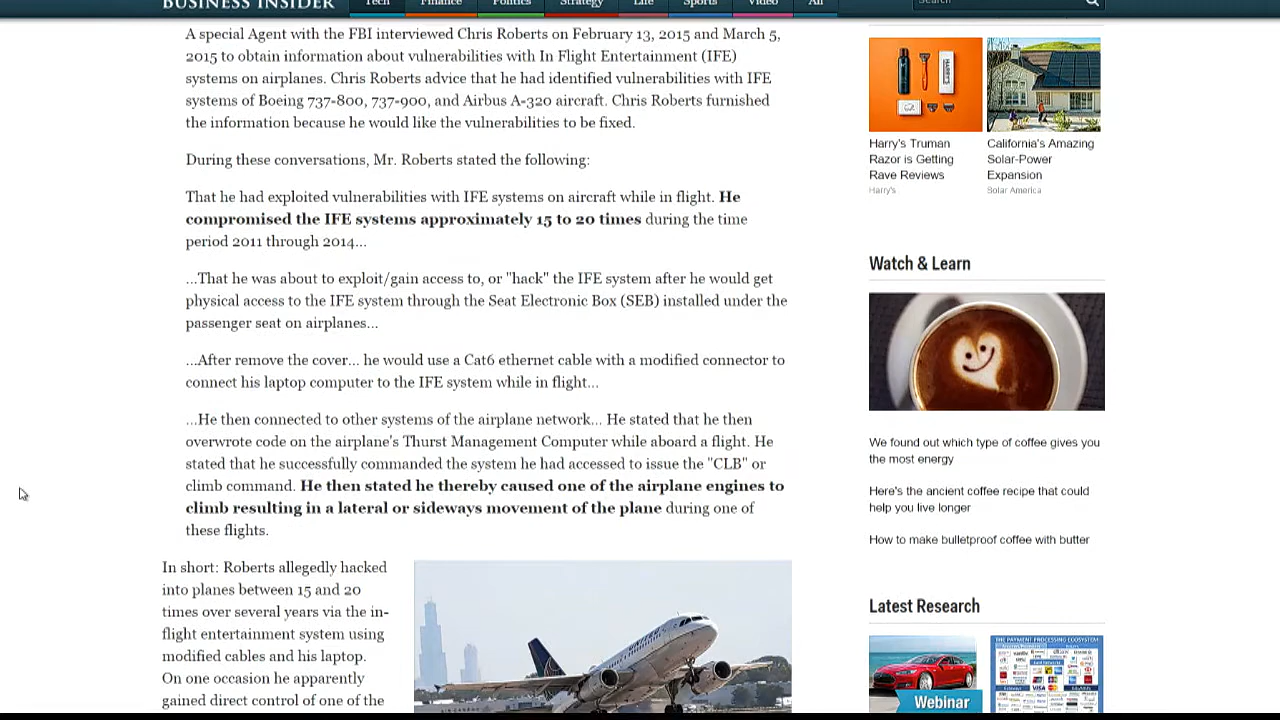 BUSINESS INSIDER
Tech Finance Politics Strategy Life Sports Video All
Search
A special Agent with the FBI interviewed Chris Roberts on February 13, 2015 and March 5,
2015 to obtain information about vulnerabilities with In Flight Entertainment (IFE)
systems on airplanes. Chris Roberts advice that he had identified vulnerabilities with IFE
systems of Boeing 737-800, 737-900, and Airbus A-320 aircraft. Chris Roberts furnished
the information because he would like the vulnerabilities to be fixed.
During these conversations, Mr. Roberts stated the following:
That he had exploited vulnerabilities with IFE systems on aircraft while in flight. He
compromised the IFE systems approximately 15 to 20 times during the time
period 2011 through 2014...
...That he was about to exploit/gain access to, or "hack" the IFE system after he would get
physical access to the IFE system through the Seat Electronic Box (SEB) installed under the
passenger seat on airplanes...
...After remove the cover... he would use a Cat6 ethernet cable with a modified connector to
connect his laptop computer to the IFE system while in flight...
...He then connected to other systems of the airplane network... He stated that he then
overwrote code on the airplane's Thurst Management Computer while aboard a flight. He
stated that he successfully commanded the system he had accessed to issue the "CLB" or
climb command. He then stated he thereby caused one of the airplane engines to
climb resulting in a lateral or sideways movement of the plane during one of
these flights.
In short: Roberts allegedly hacked
into planes between 15 and 20
times over several years via the in-
flight entertainment system using
modified cables and his laptop.
On one occasion he apparently
gained direct control of one of the
Harry's Truman
Razor is Getting
Rave Reviews
Harry's
California's Amazing
Solar-Power
Expansion
Solar America
Watch & Learn
We found out which type of coffee gives you
the most energy
Here's the ancient coffee recipe that could
help you live longer
How to make bulletproof coffee with butter
Latest Research
Webinar
THE PAYMENT PROCESSING ECOSYSTEM